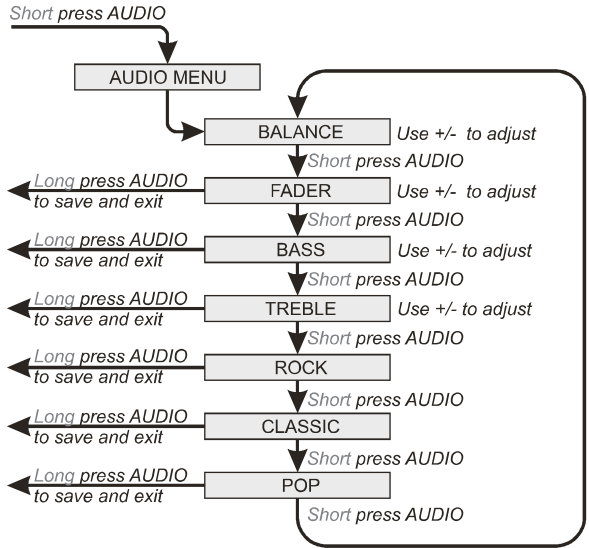 Short press AUDIO
AUDIO MENU
BALANCE Use +/- to adjust
Short press AUDIO
Long press AUDIO
to save and exit
FADER Use +/- to adjust
Short press AUDIO
Long press AUDIO
to save and exit
BASS Use +/- to adjust
Short press AUDIO
Long press AUDIO
to save and exit
TREBLE Use +/- to adjust
Short press AUDIO
Long press AUDIO
to save and exit
ROCK
Short press AUDIO
Long press AUDIO
to save and exit
CLASSIC
Short press AUDIO
Long press AUDIO
to save and exit
POP
Short press AUDIO